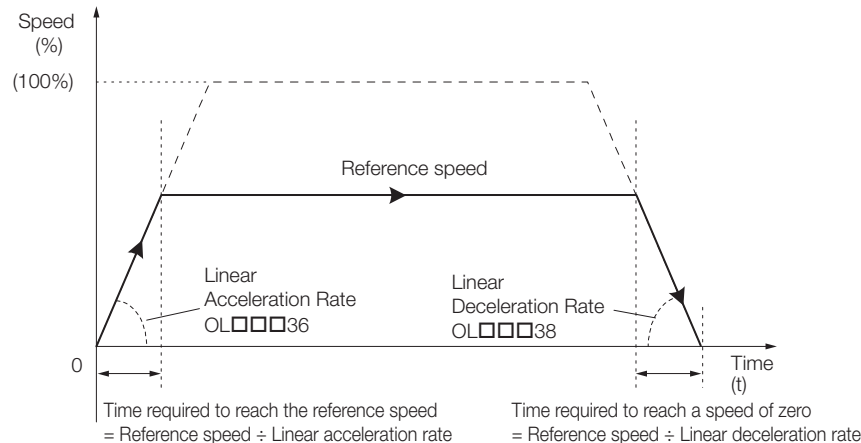 Speed
(%)
(100%)
Reference speed
Linear
Acceleration Rate
OL□□□36
Linear
Deceleration Rate
OL□□□38
0
Time
(t)
Time required to reach the reference speed
= Reference speed ÷ Linear acceleration rate
Time required to reach a speed of zero
= Reference speed ÷ Linear deceleration rate